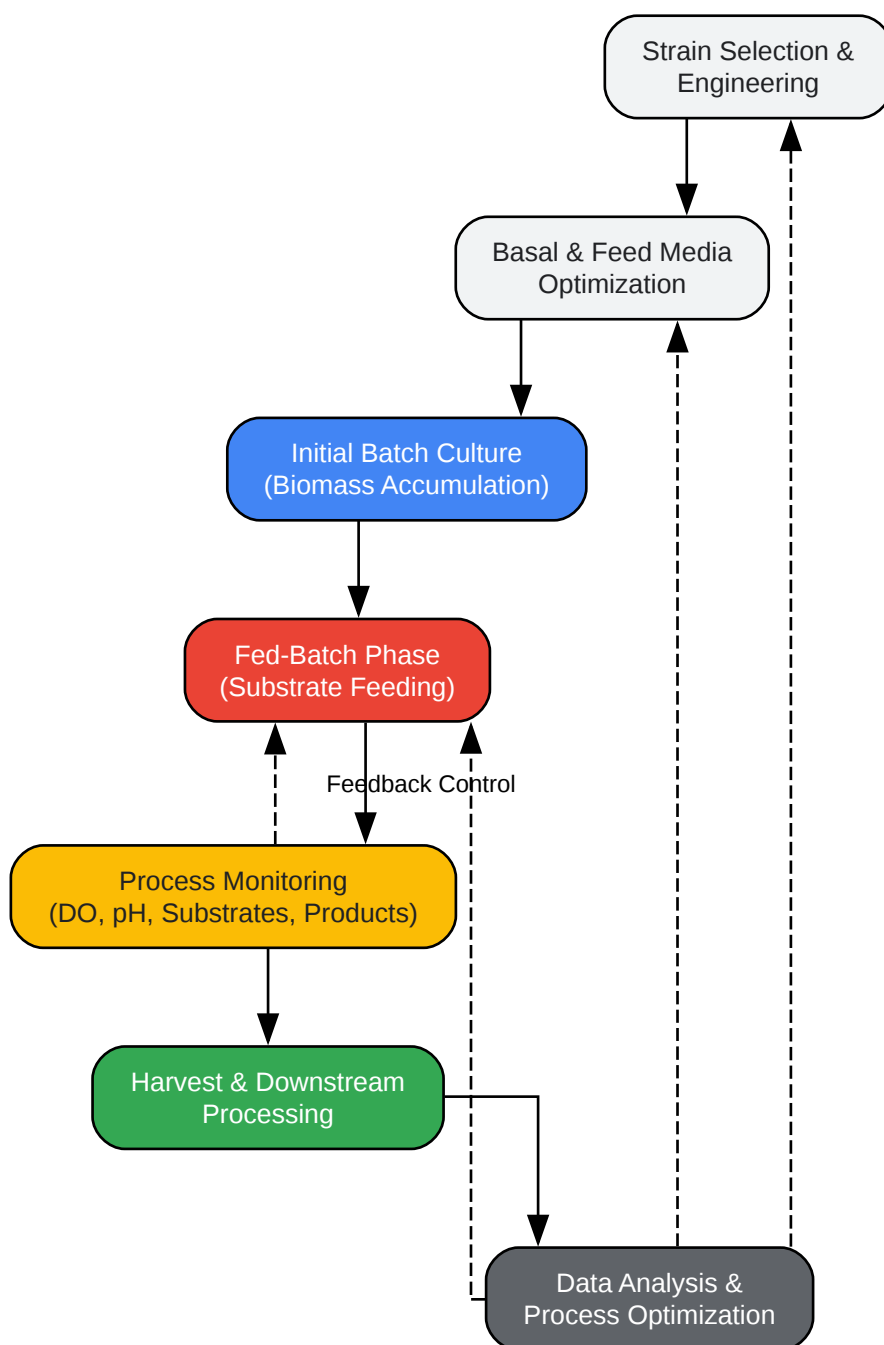 Strain Selection &
Engineering
Basal & Feed Media
Optimization
Initial Batch Culture
(Biomass Accumulation)
Fed-Batch Phase
(Substrate Feeding)
Feedback Control
Process Monitoring
(DO, pH, Substrates, Products)
Harvest & Downstream
Processing
Data Analysis &
Process Optimization